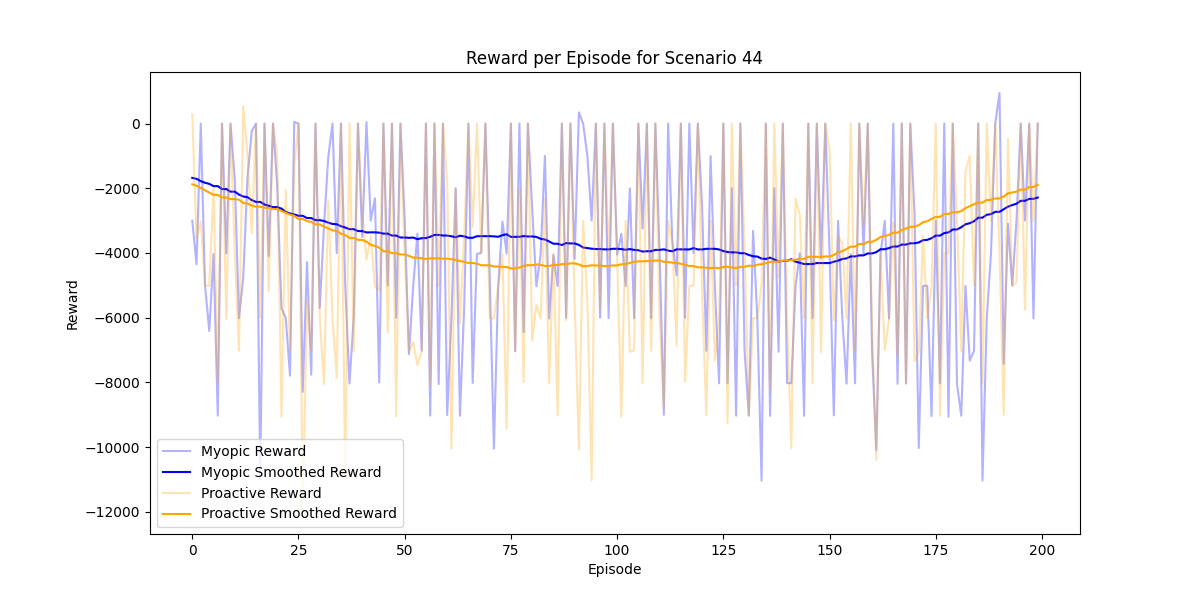 Reward per Episode for Scenario 44
Reward
0
−2000
−4000
−6000
−8000
−10000
−12000
Myopic Reward
Myopic Smoothed Reward
Proactive Reward
Proactive Smoothed Reward
0 25 50 75 100 125 150 175 200
Episode